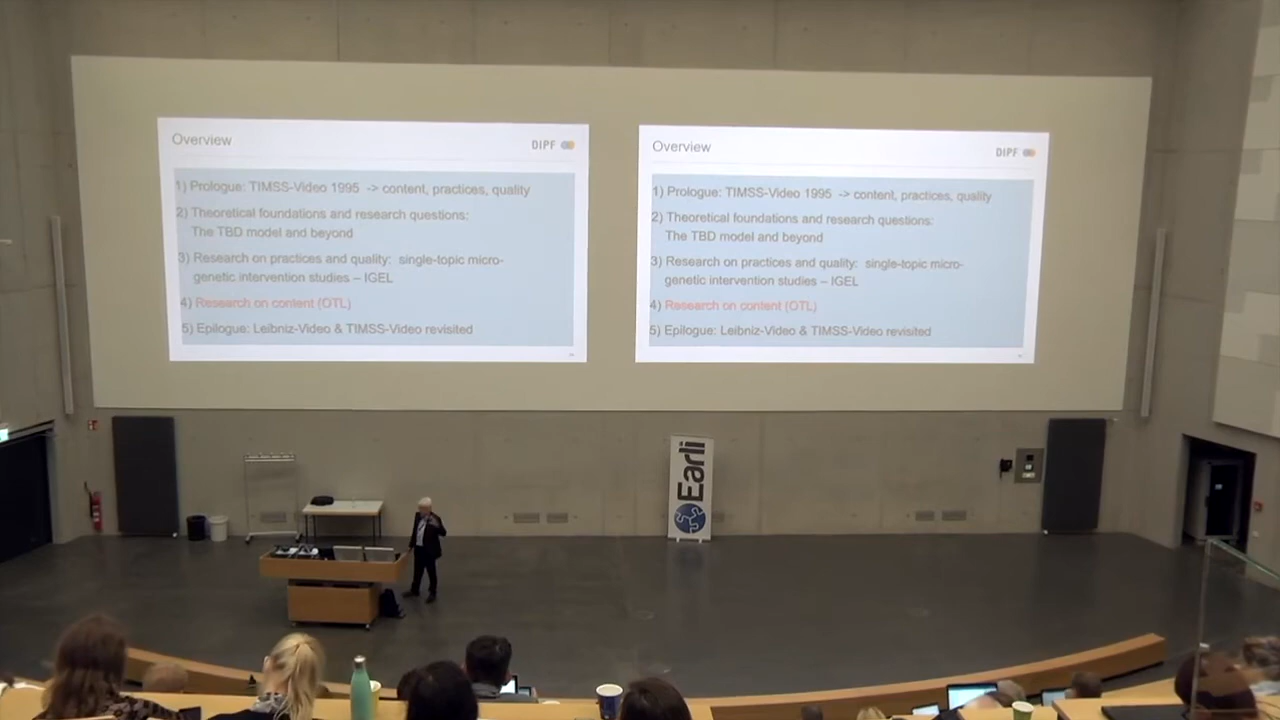 Overview
DIPF
1) Prologue: TIMSS-Video 1995 -> content, practices, quality
2) Theoretical foundations and research questions:
The TBD model and beyond
3) Research on practices and quality: single-topic micro-
genetic intervention studies – IGEL
4) Research on content (OTL)
5) Epilogue: Leibniz-Video & TIMSS-Video revisited
Overview
DIPF
1) Prologue: TIMSS-Video 1995 -> content, practices, quality
2) Theoretical foundations and research questions:
The TBD model and beyond
3) Research on practices and quality: single-topic micro-
genetic intervention studies – IGEL
4) Research on content (OTL)
5) Epilogue: Leibniz-Video & TIMSS-Video revisited
Earli